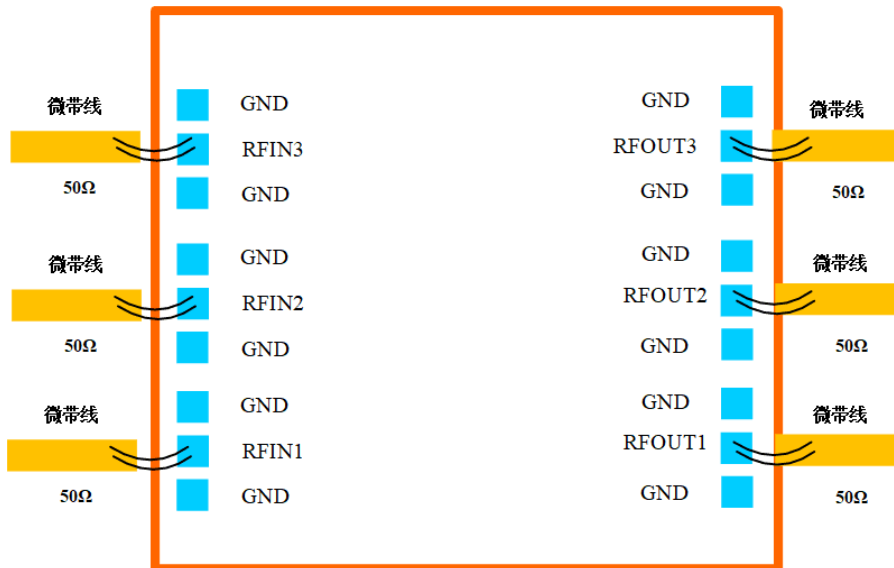 GND
GND
微带线
微带线
RFIN3
RFOUT3
50Ω
GND
GND
50Ω
GND
GND
微带线
微带线
RFIN2
RFOUT2
50Ω
GND
GND
50Ω
GND
GND
微带线
微带线
RFIN1
RFOUT1
50Ω
GND
GND
50Ω